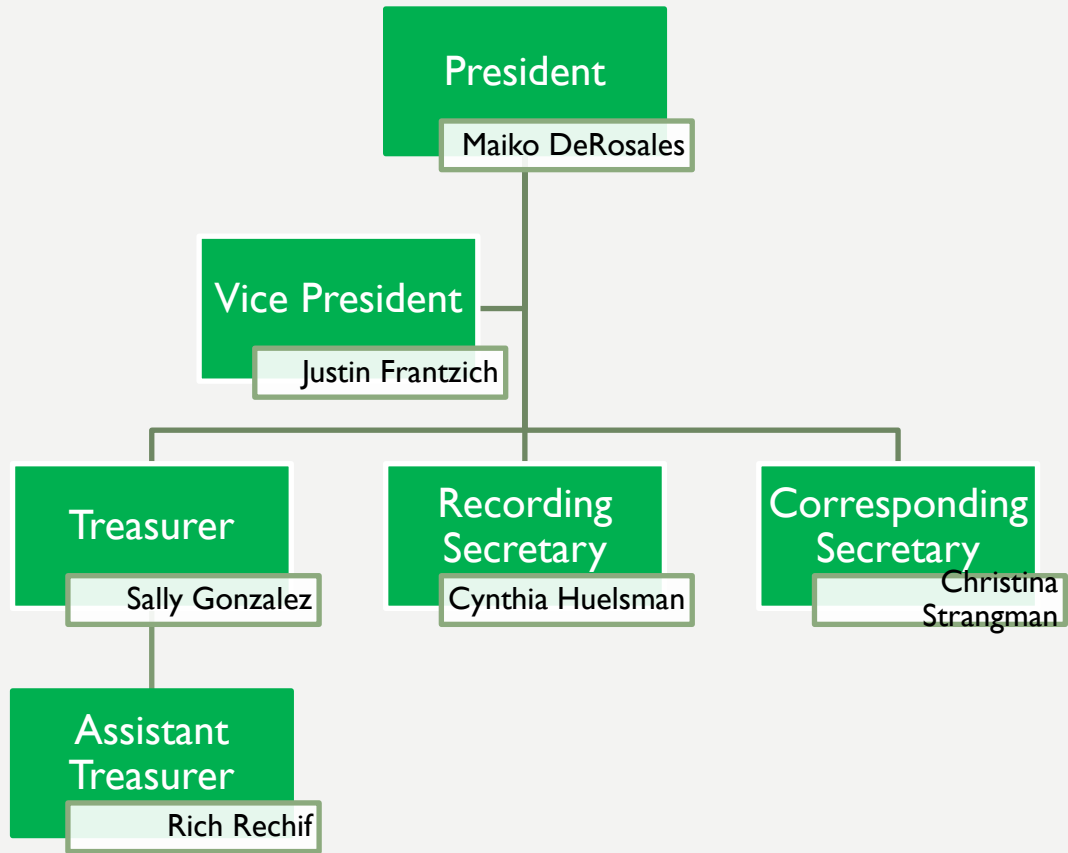 President
Maiko DeRosales
Vice President
Justin Frantzich
Treasurer
Sally Gonzalez
Recording
Secretary
Cynthia Huelsman
Corresponding
Secretary
Christina
Strangman
Assistant
Treasurer
Rich Rechif